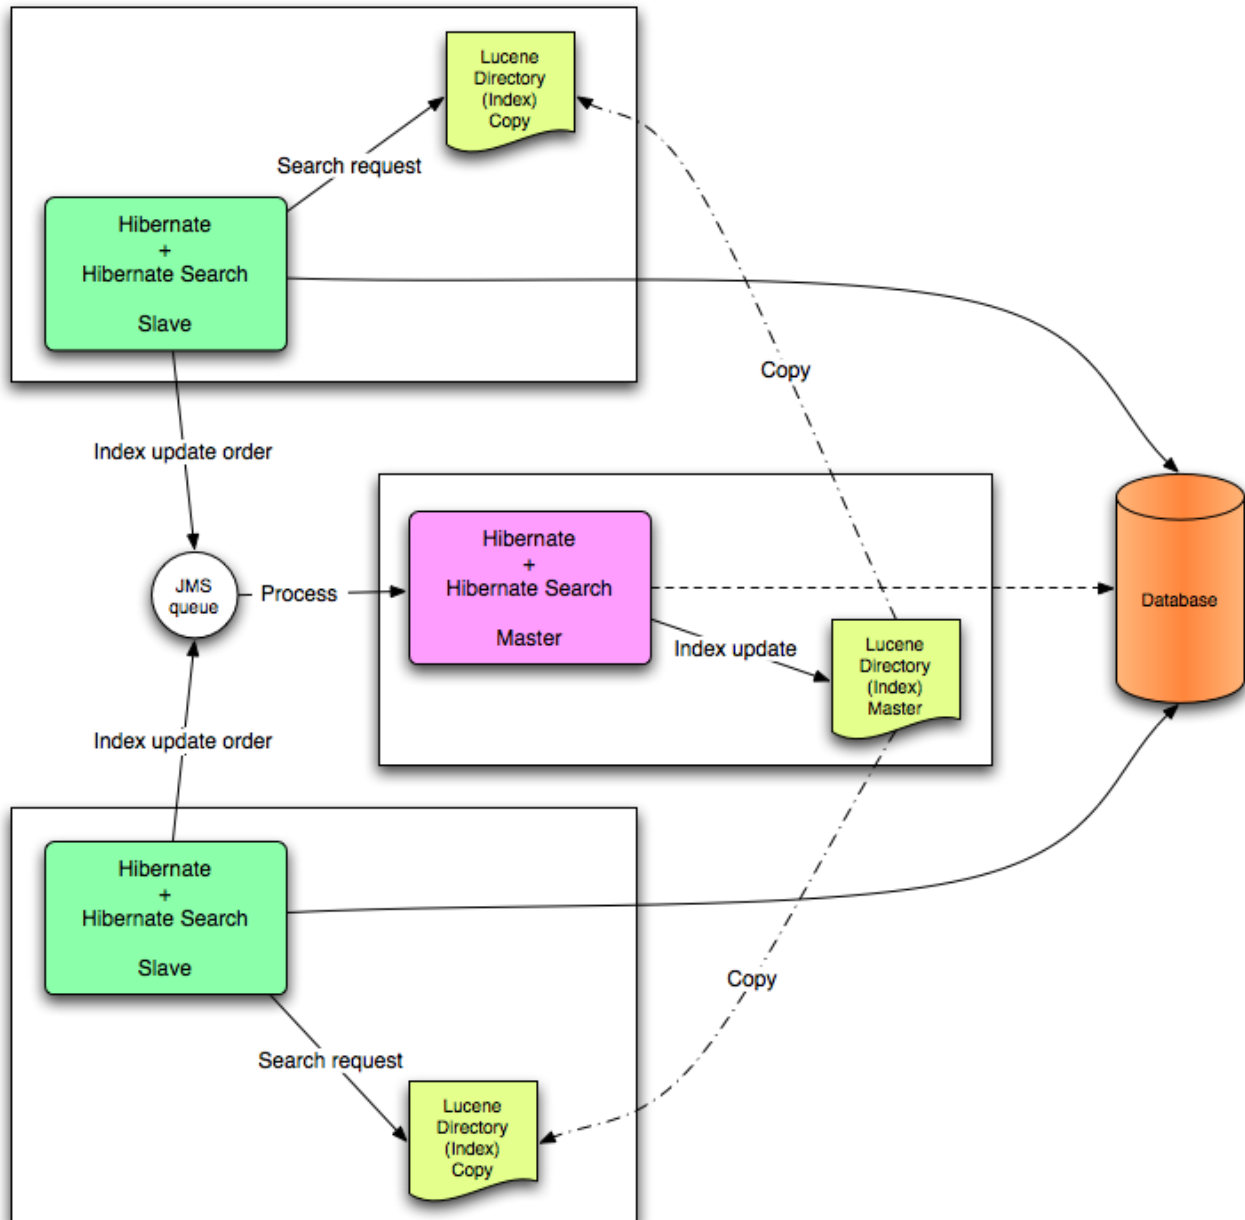 Lucene
Directory
(Index)
Copy
Search request
Hibernate
+
Hibernate Search
Slave
Copy
Index update order
Hibernate
+
Hibernate Search
Master
JMS
queue
Process
Database
Index update
Lucene
Directory
(Index)
Master
Index update order
Hibernate
+
Hibernate Search
Slave
Copy
Search request
Lucene
Directory
(Index)
Copy